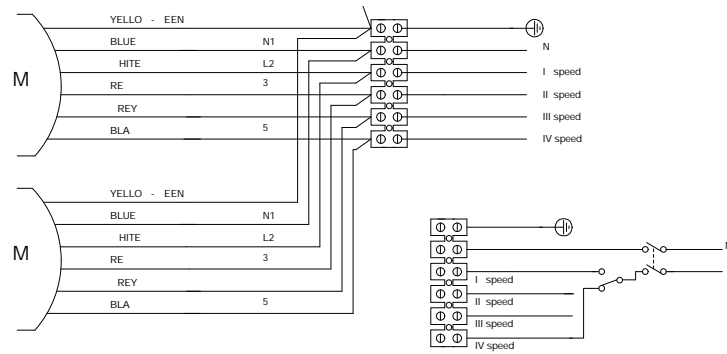 YELLO - EEN
BLUE N1 N
HITE L2 I speed
M
RE 3 II speed
REY III speed
BLA 5 IV speed
YELLO - EEN
BLUE N1
HITE L2
M
RE 3
REY
BLA 5
I speed
II speed
III speed
IV speed